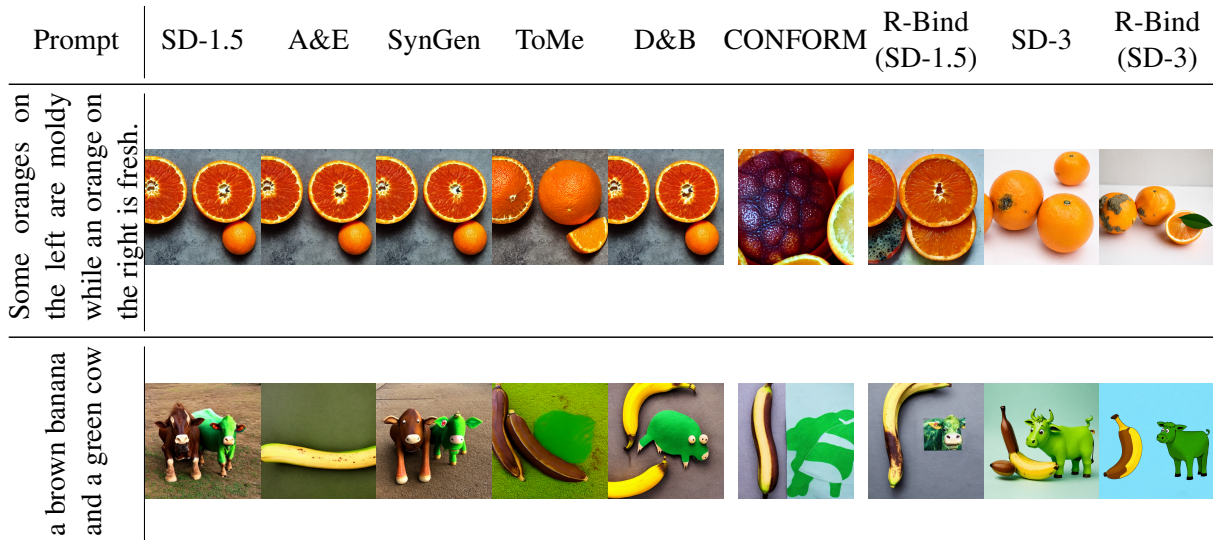 Prompt
SD-1.5
A&E
SynGen
ToMe
D&B
CONFORM
R-Bind
(SD-1.5)
SD-3
R-Bind
(SD-3)
Some oranges on
the left are moldy
while an orange on
the right is fresh.
a brown banana
and a green cow